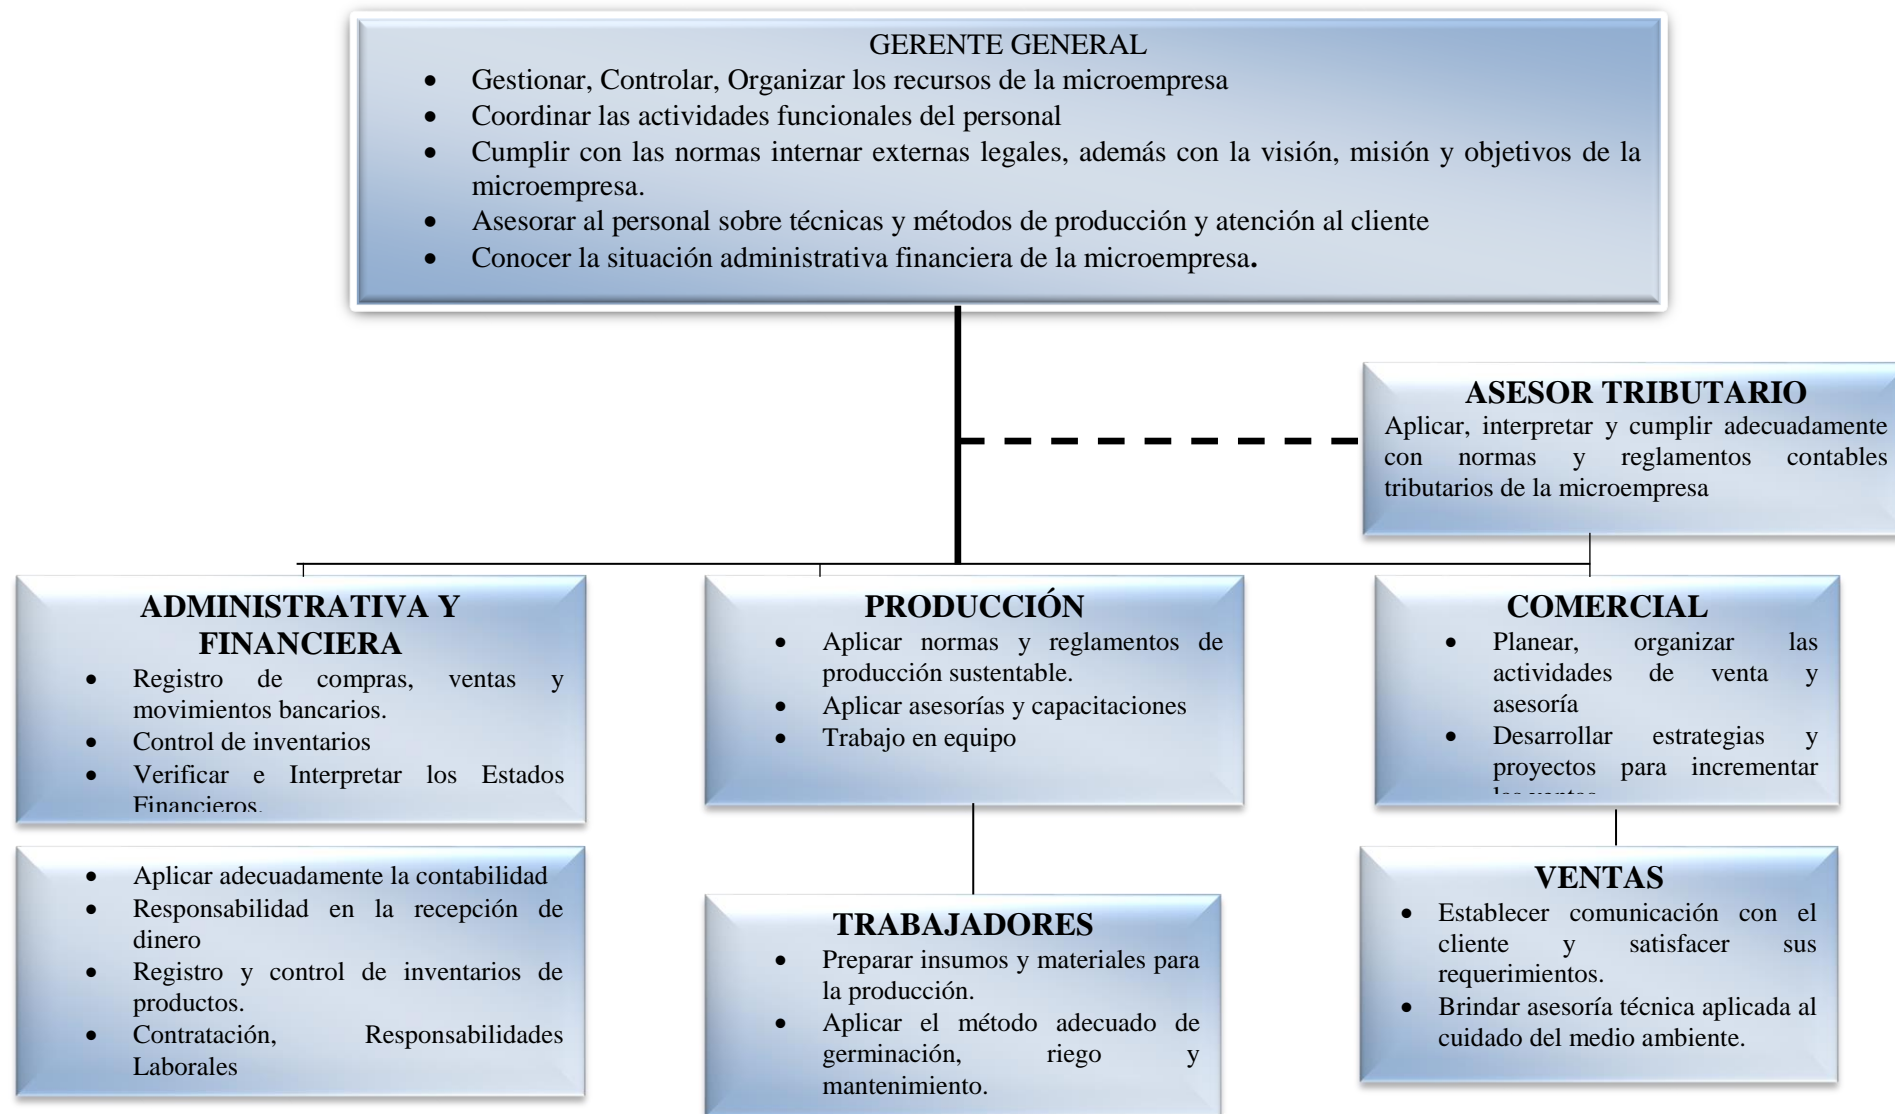 GERENTE GENERAL
• Gestionar, Controlar, Organizar los recursos de la microempresa
• Coordinar las actividades funcionales del personal
• Cumplir con las normas internar externas legales, además con la visión, misión y objetivos de la
microempresa.
• Asesorar al personal sobre técnicas y métodos de producción y atención al cliente
• Conocer la situación administrativa financiera de la microempresa.
ASESOR TRIBUTARIO
Aplicar, interpretar y cumplir adecuadamente
con normas y reglamentos contables
tributarios de la microempresa
ADMINISTRATIVA Y
FINANCIERA
• Registro de compras, ventas y
movimientos bancarios.
• Control de inventarios
• Verificar e Interpretar los Estados
Financieros.
PRODUCCIÓN
• Aplicar normas y reglamentos de
producción sustentable.
• Aplicar asesorías y capacitaciones
• Trabajo en equipo
COMERCIAL
• Planear, organizar las
actividades de venta y
asesoría
• Desarrollar estrategias y
proyectos para incrementar
• Aplicar adecuadamente la contabilidad
• Responsabilidad en la recepción de
dinero
• Registro y control de inventarios de
productos.
• Contratación, Responsabilidades
Laborales
TRABAJADORES
• Preparar insumos y materiales para
la producción.
• Aplicar el método adecuado de
germinación, riego y
mantenimiento.
VENTAS
• Establecer comunicación con el
cliente y satisfacer sus
requerimientos.
• Brindar asesoría técnica aplicada al
cuidado del medio ambiente.